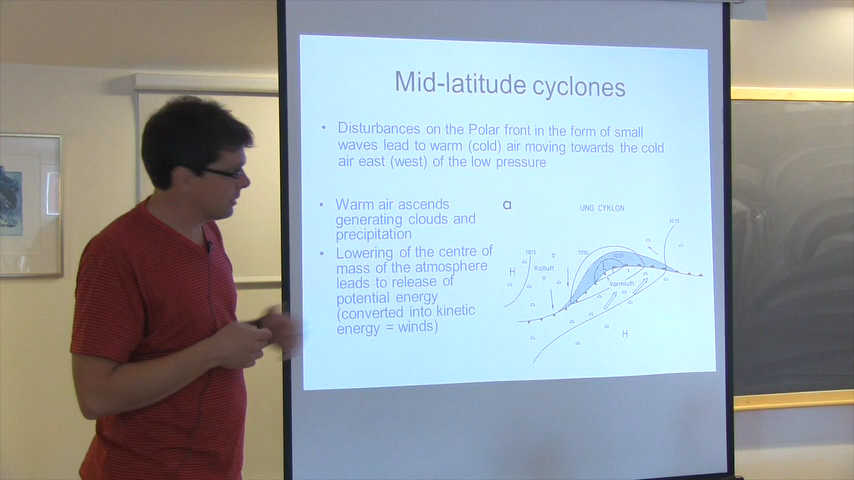 Mid-latitude cyclones
• Disturbances on the Polar front in the form of small
waves lead to warm (cold) air moving towards the cold
air east (west) of the low pressure
• Warm air ascends
generating clouds and
precipitation
• Lowering of the centre of
mass of the atmosphere
leads to release of
potential energy
(converted into kinetic
energy = winds)
a
UNG CYKLON
1015
1015
1010
H
Kalluft
Varmluft
H